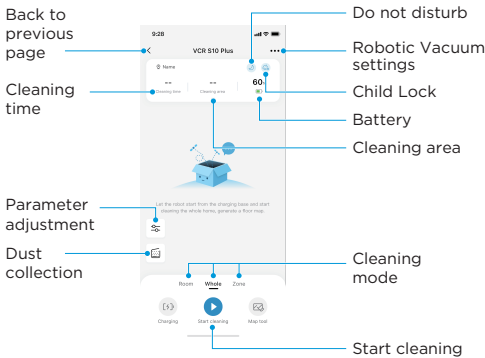 Back to
previous
page
Cleaning
time
Parameter
adjustment
Dust
collection
9:28
VCR S10 Plus
Name
--
Cleaning time
--
Cleaning area
60
Let the robot start from the charging base and start
cleaning the whole home, generate a floor map
Room
Whole
Zone
Charging
Start cleaning
Map tool
Do not disturb
Robotic Vacuum
settings
Child Lock
Battery
Cleaning area
Cleaning
mode
Start cleaning